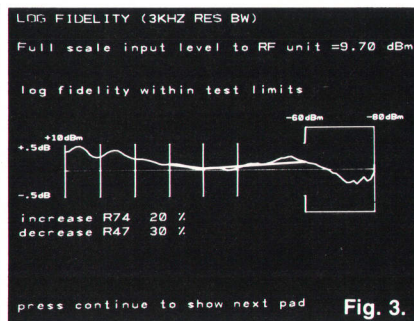 LOG FIDELITY (3KHZ RES BW)
Full scale input level to RF unit =9.70 dBm
log fidelity within test limits
-60dBm -80dBm
+10dBm
+.5dB
-.5dB
increase R74 20 %
decrease R47 30 %
press continue to show next pad
Fig. 3.